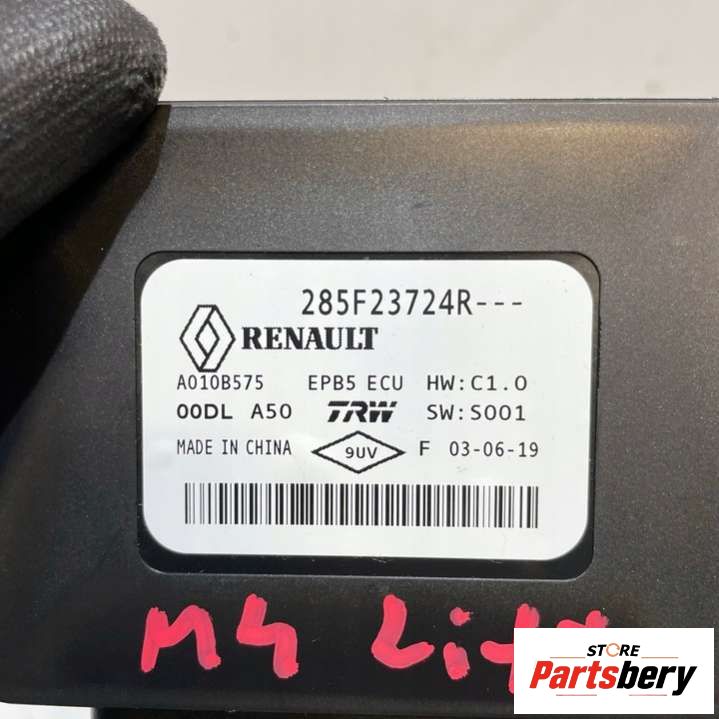 285F23724R---
RENAULT
A010B575 EPB5 ECU HW:C1.0
00DL A50 TRW SW:S001
MADE IN CHINA 9UV F 03-06-19
M4
STORE
Partsbery